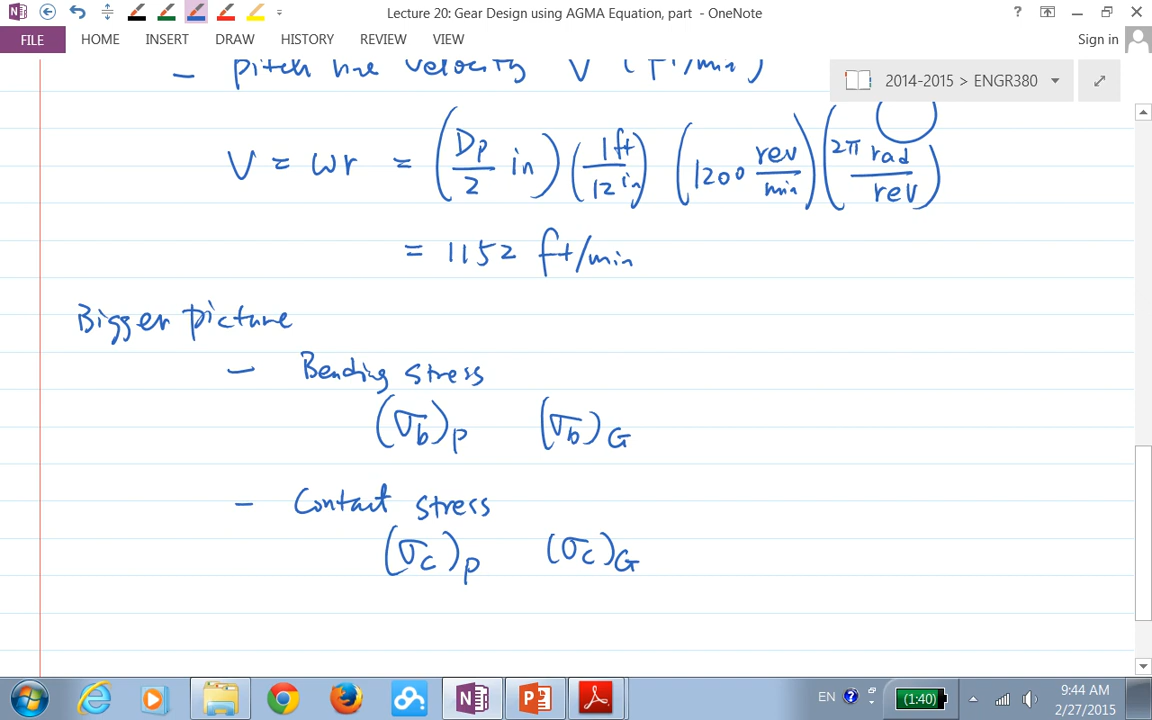 Lecture 20: Gear Design using AGMA Equation, part - OneNote
?
FILE HOME INSERT DRAW HISTORY REVIEW VIEW
Sign in
2014-2015 > ENGR380
- Pitch line velocity V (ft/min)
V = ωr = (Dp/2 in) (1ft/12in) (1200 rev/min) (2π rad/rev)
= 1152 ft/min
Bigger picture
- Bending stress
(σb)P (σb)G
- Contact stress
(σc)P (σc)G
EN ? (1:40) 9:44 AM
2/27/2015